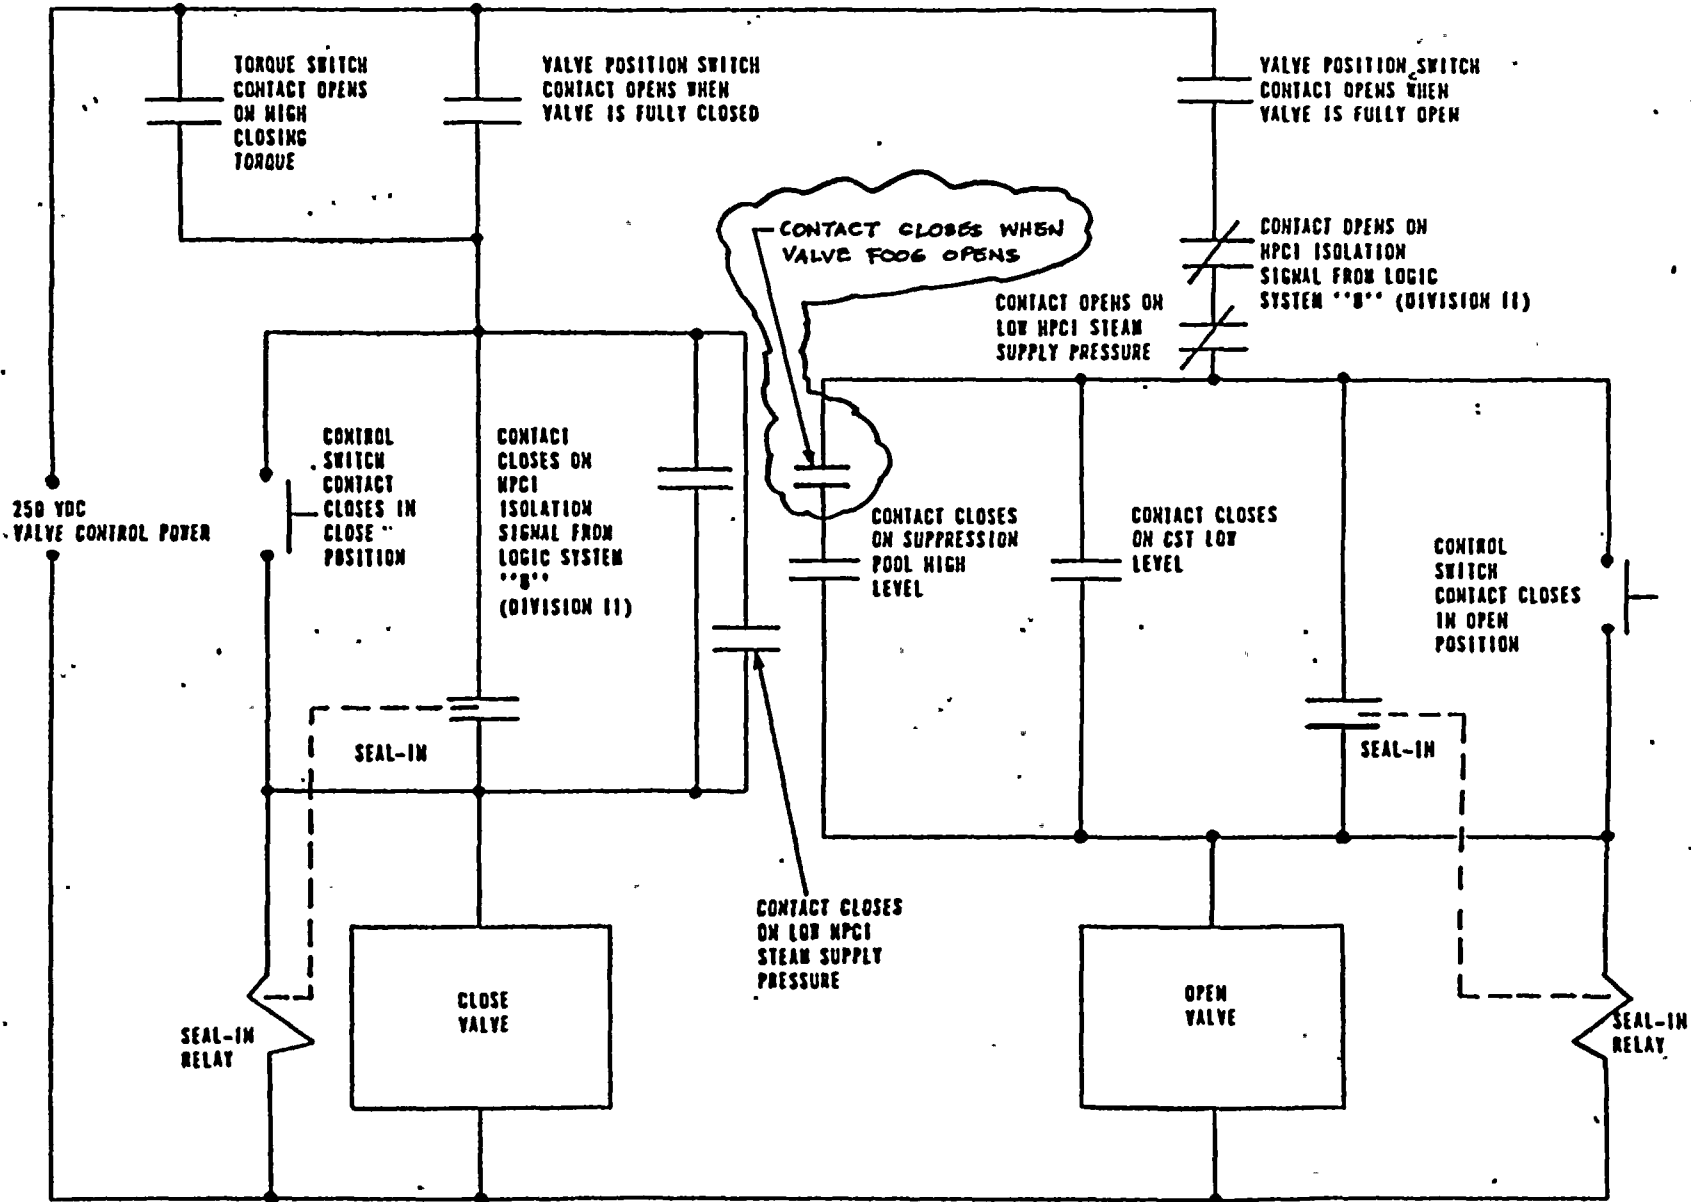 TORQUE SWITCH
CONTACT OPENS
ON HIGH
CLOSING
TORQUE
VALVE POSITION SWITCH
CONTACT OPENS WHEN
VALVE IS FULLY CLOSED
VALVE POSITION SWITCH
CONTACT OPENS WHEN
VALVE IS FULLY OPEN
CONTACT CLOSES WHEN
VALVE F006 OPENS
CONTACT OPENS ON
HPCI ISOLATION
SIGNAL FROM LOGIC
SYSTEM "B" (DIVISION II)
CONTACT OPENS ON
LOW HPCI STEAM
SUPPLY PRESSURE
250 VDC
VALVE CONTROL POWER
CONTROL
SWITCH
CONTACT
CLOSES IN
CLOSE
POSITION
CONTACT
CLOSES ON
HPCI
ISOLATION
SIGNAL FROM
LOGIC SYSTEM
"B"
(DIVISION II)
CONTACT CLOSES
ON SUPPRESSION
POOL HIGH
LEVEL
CONTACT CLOSES
ON CST LOW
LEVEL
CONTROL
SWITCH
CONTACT CLOSES
IN OPEN
POSITION
SEAL-IN
SEAL-IN
CONTACT CLOSES
ON LOW HPCI
STEAM SUPPLY
PRESSURE
CLOSE
VALVE
OPEN
VALVE
SEAL-IN
RELAY
SEAL-IN
RELAY